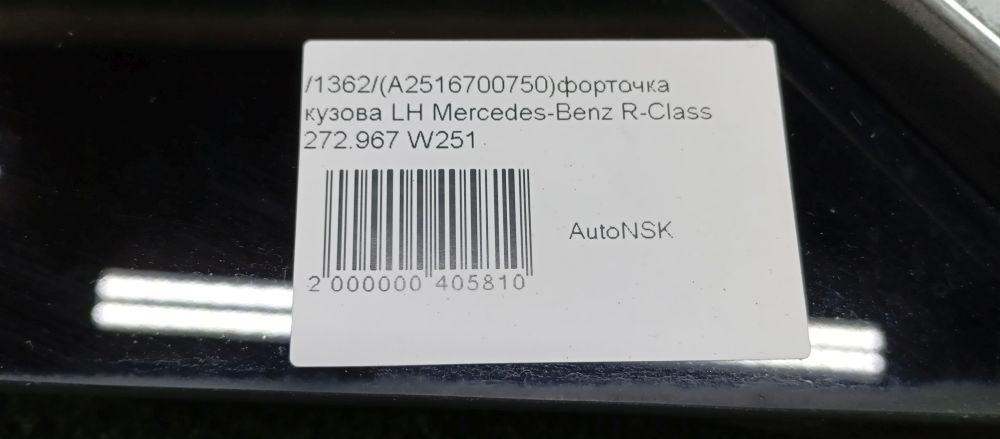 /1362/(A2516700750)форточка
кузова LH Mercedes-Benz R-Class
272.967 W251
AutoNSK
2 000000 405810